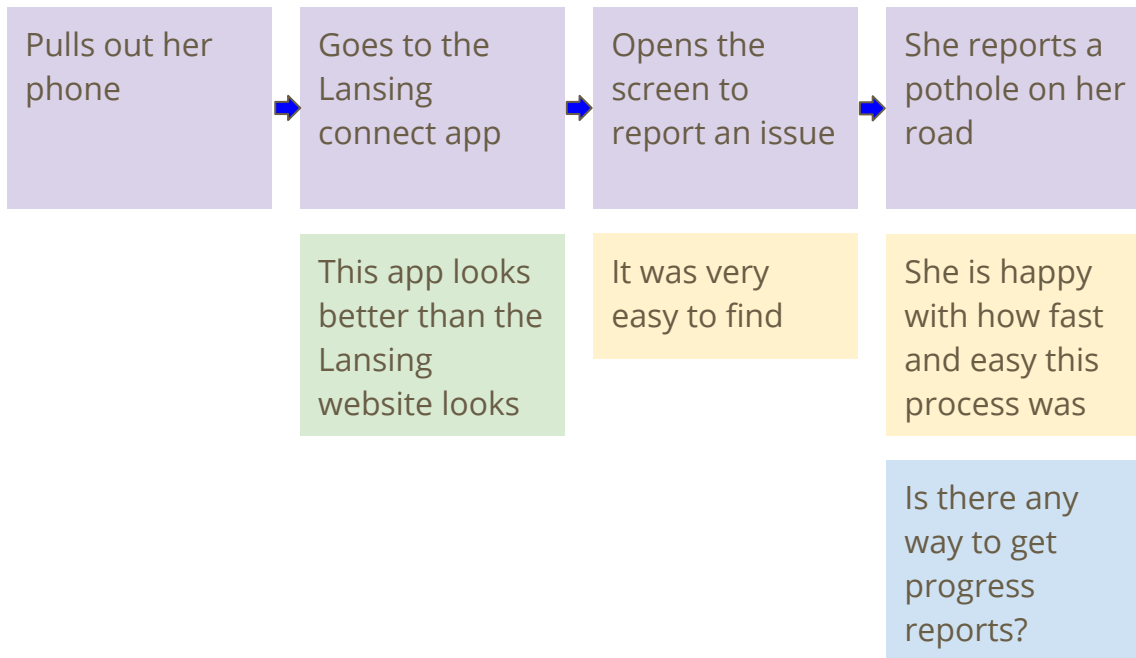 Pulls out her
phone
Goes to the
Lansing
connect app
Opens the
screen to
report an issue
She reports a
pothole on her
road
This app looks
better than the
Lansing
website looks
It was very
easy to find
She is happy
with how fast
and easy this
process was
Is there any
way to get
progress
reports?